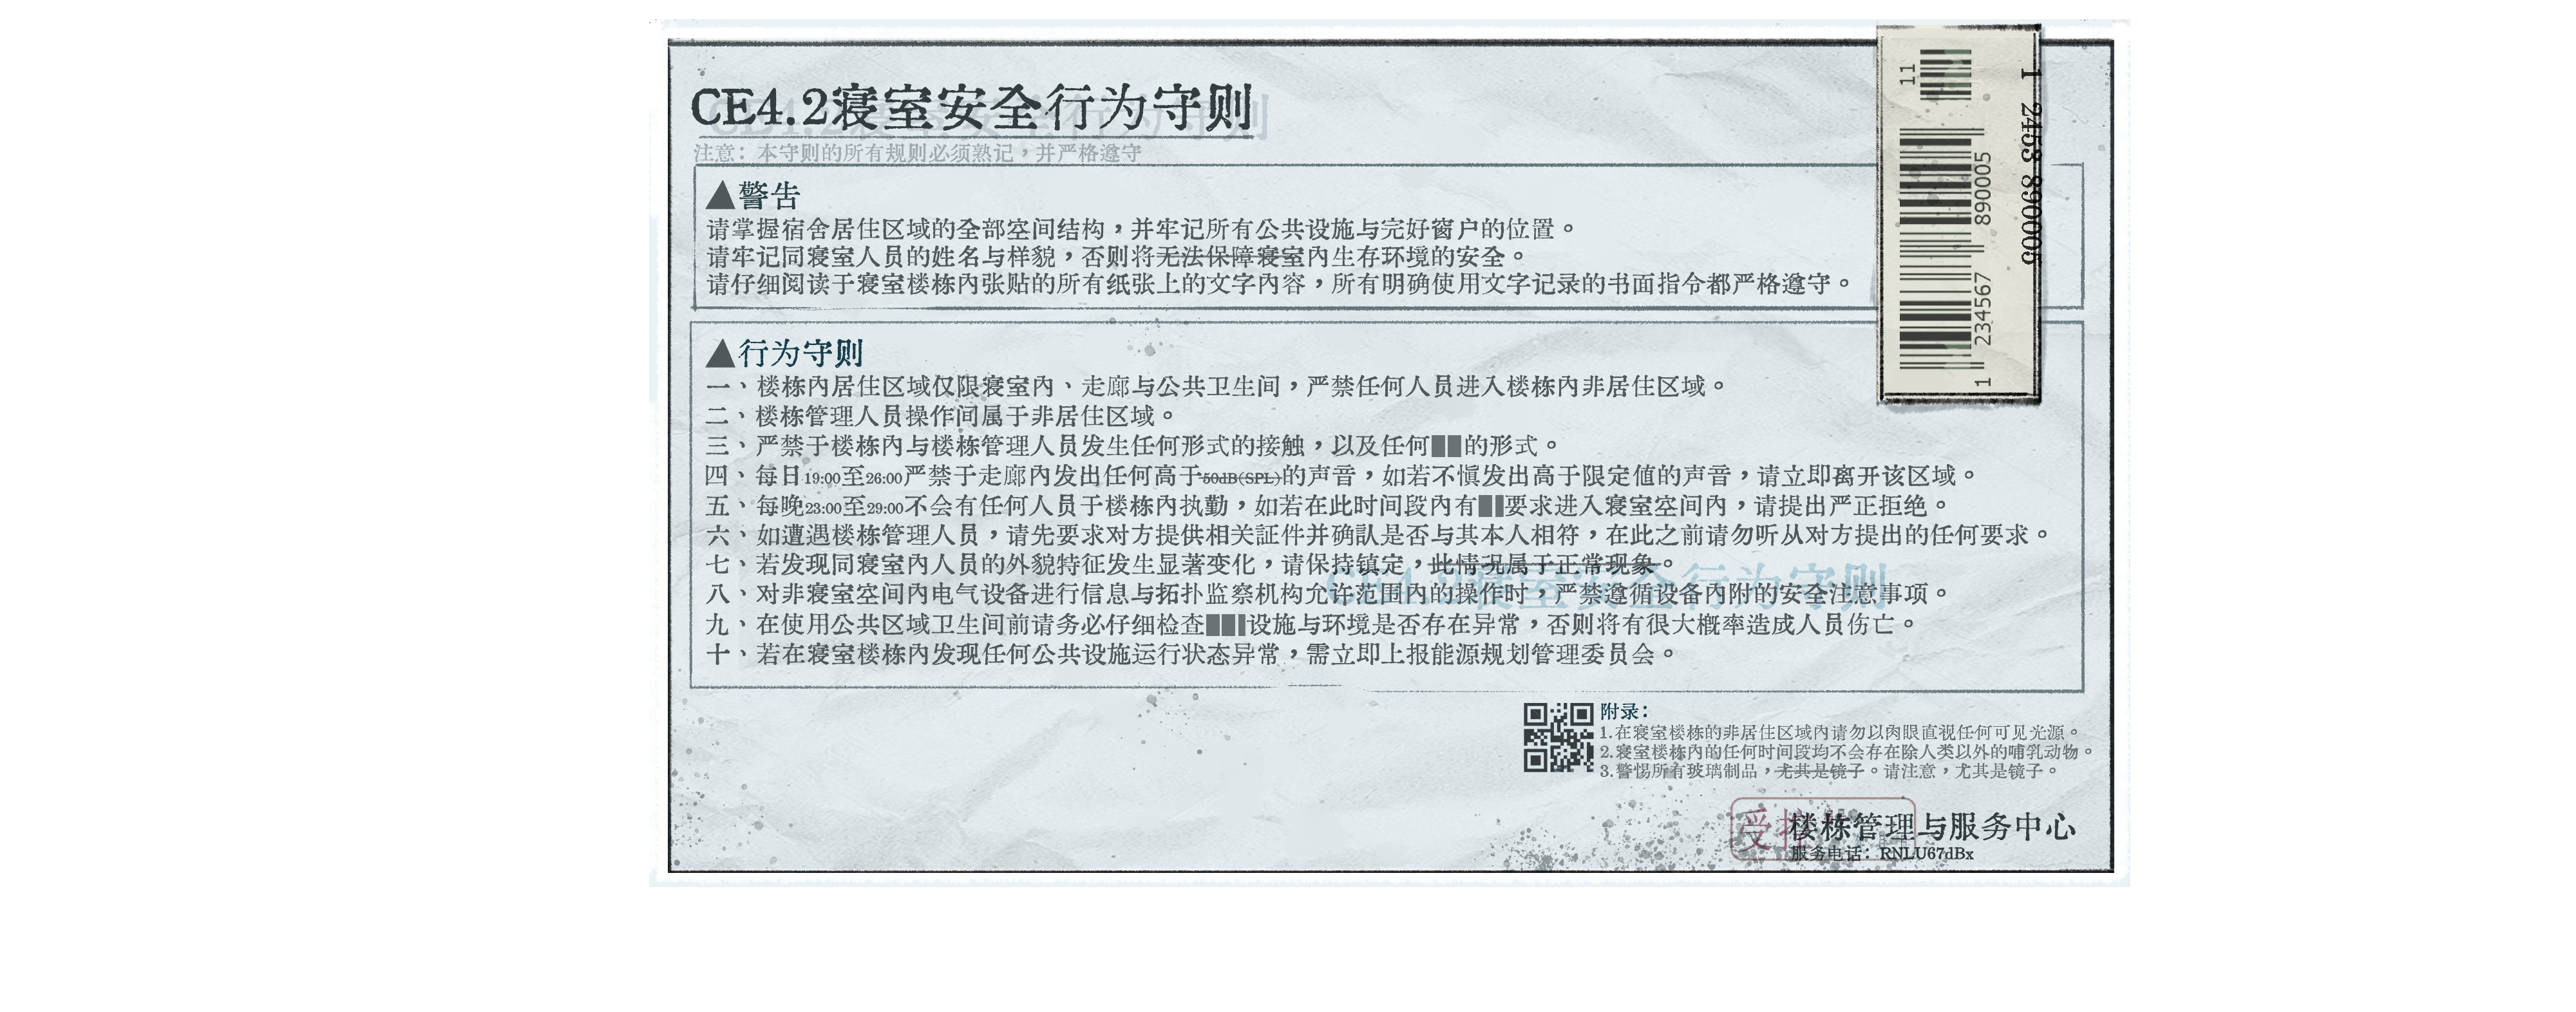 CE4.2寝室安全行为守则
注意：本守则的所有规则必须熟记，并严格遵守
▲警告
请掌握宿舍居住区域的全部空间结构，并牢记所有公共设施与完好窗户的位置。
请牢记同寝室人员的姓名与样貌，否则将无法保障寝室内生存环境的安全。
请仔细阅读于寝室楼栋内张贴的所有纸张上的文字内容，所有明确使用文字记录的书面指令都严格遵守。
▲行为守则
一、楼栋内居住区域仅限寝室内、走廊与公共卫生间，严禁任何人员进入楼栋内非居住区域。
二、楼栋管理人员操作间属于非居住区域。
三、严禁于楼栋内与楼栋管理人员发生任何形式的接触，以及任何██的形式。
四、每日19:00至26:00严禁于走廊内发出任何高于50dB(SPL)的声音，如若不慎发出高于限定值的声音，请立即离开该区域。
五、每晚23:00至29:00不会有任何人员于楼栋内执勤，如若在此时间段内有██要求进入寝室空间内，请提出严正拒绝。
六、如遭遇楼栋管理人员，请先要求对方提供相关証件并确認是否与其本人相符，在此之前请勿听从对方提出的任何要求。
七、若发现同寝室内人员的外貌特征发生显著变化，请保持镇定，此情况属于正常现象。
八、对非寝室空间内电气设备进行信息与拓扑监察机构允许范围内的操作时，严禁遵循设备内附的安全注意事项。
九、在使用公共区域卫生间前请务必仔细检查███设施与环境是否存在异常，否则将有很大概率造成人员伤亡。
十、若在寝室楼栋内发现任何公共设施运行状态异常，需立即上报能源规划管理委员会。
CE4.2寝室安全行为守则
附录：
1.在寝室楼栋的非居住区域内请勿以肉眼直视任何可见光源。
2.寝室楼栋内的任何时间段均不会存在除人类以外的哺乳动物。
3.警惕所有玻璃制品，尤其是镜子。请注意，尤其是镜子。
受
楼栋管理与服务中心
服务电话：RNLU67dBx
11
1 234567 890005
1 2453 890005